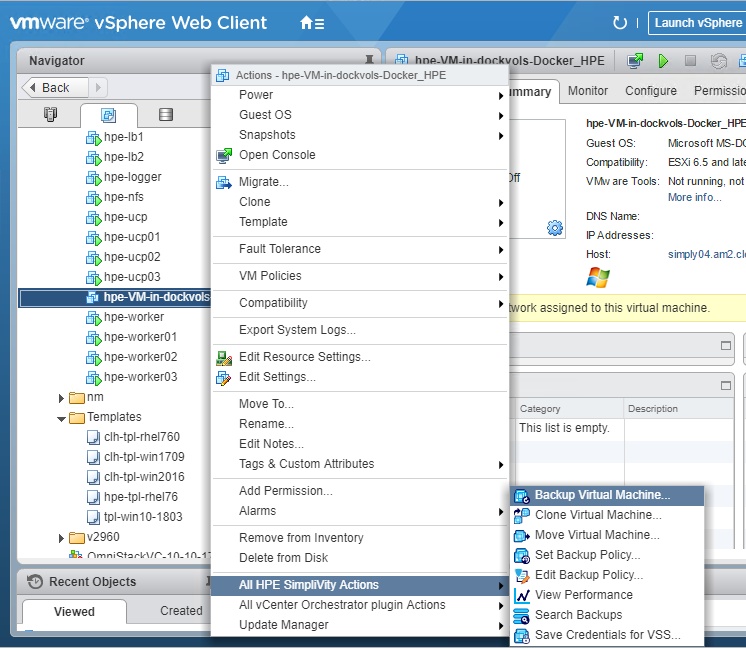 vmware® vSphere Web Client
Launch vSphere
Navigator
Back
hpe-lb1
hpe-lb2
hpe-logger
hpe-nfs
hpe-ucp
hpe-ucp01
hpe-ucp02
hpe-ucp03
hpe-VM-in-dockvols
hpe-worker
hpe-worker01
hpe-worker02
hpe-worker03
nm
Templates
clh-tpl-rhel760
clh-tpl-win1709
clh-tpl-win2016
hpe-tpl-rhel76
tpl-win10-1803
v2960
OmniStackVC-10-10-17
Recent Objects
Viewed
Created
Actions - hpe-VM-in-dockvols-Docker_HPE
Power
Guest OS
Snapshots
Open Console
Migrate...
Clone
Template
Fault Tolerance
VM Policies
Compatibility
Export System Logs...
Edit Resource Settings...
Edit Settings...
Move To...
Rename...
Edit Notes...
Tags & Custom Attributes
Add Permission...
Alarms
Remove from Inventory
Delete from Disk
All HPE SimpliVity Actions
All vCenter Orchestrator plugin Actions
Update Manager
hpe-VM-in-dockvols-Docker_HPE
ummary Monitor Configure Permissio
Off
hpe-VM-in-dockvols-Docker_HPE
Guest OS: Microsoft MS-DO
Compatibility: ESXi 6.5 and late
VMware Tools: Not running, not
More info...
DNS Name:
IP Addresses:
Host: simply04.am2.clo
twork assigned to this virtual machine.
Category Description
This list is empty.
Backup Virtual Machine...
Clone Virtual Machine...
Move Virtual Machine...
Set Backup Policy...
Edit Backup Policy...
View Performance
Search Backups
Save Credentials for VSS...